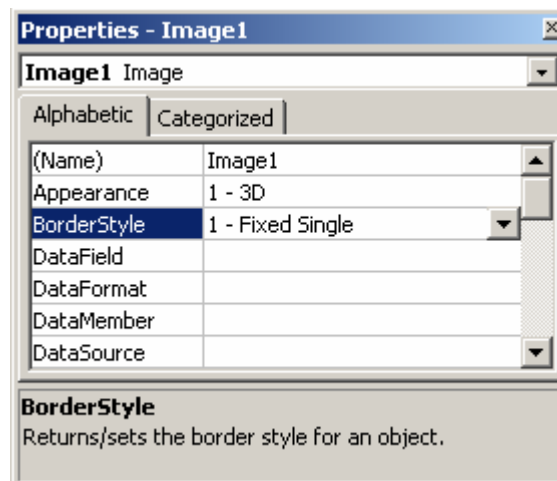 Properties - Image1
Image1 Image
Alphabetic Categorized
(Name) Image1
Appearance 1 - 3D
BorderStyle 1 - Fixed Single
DataField
DataFormat
DataMember
DataSource
BorderStyle
Returns/sets the border style for an object.